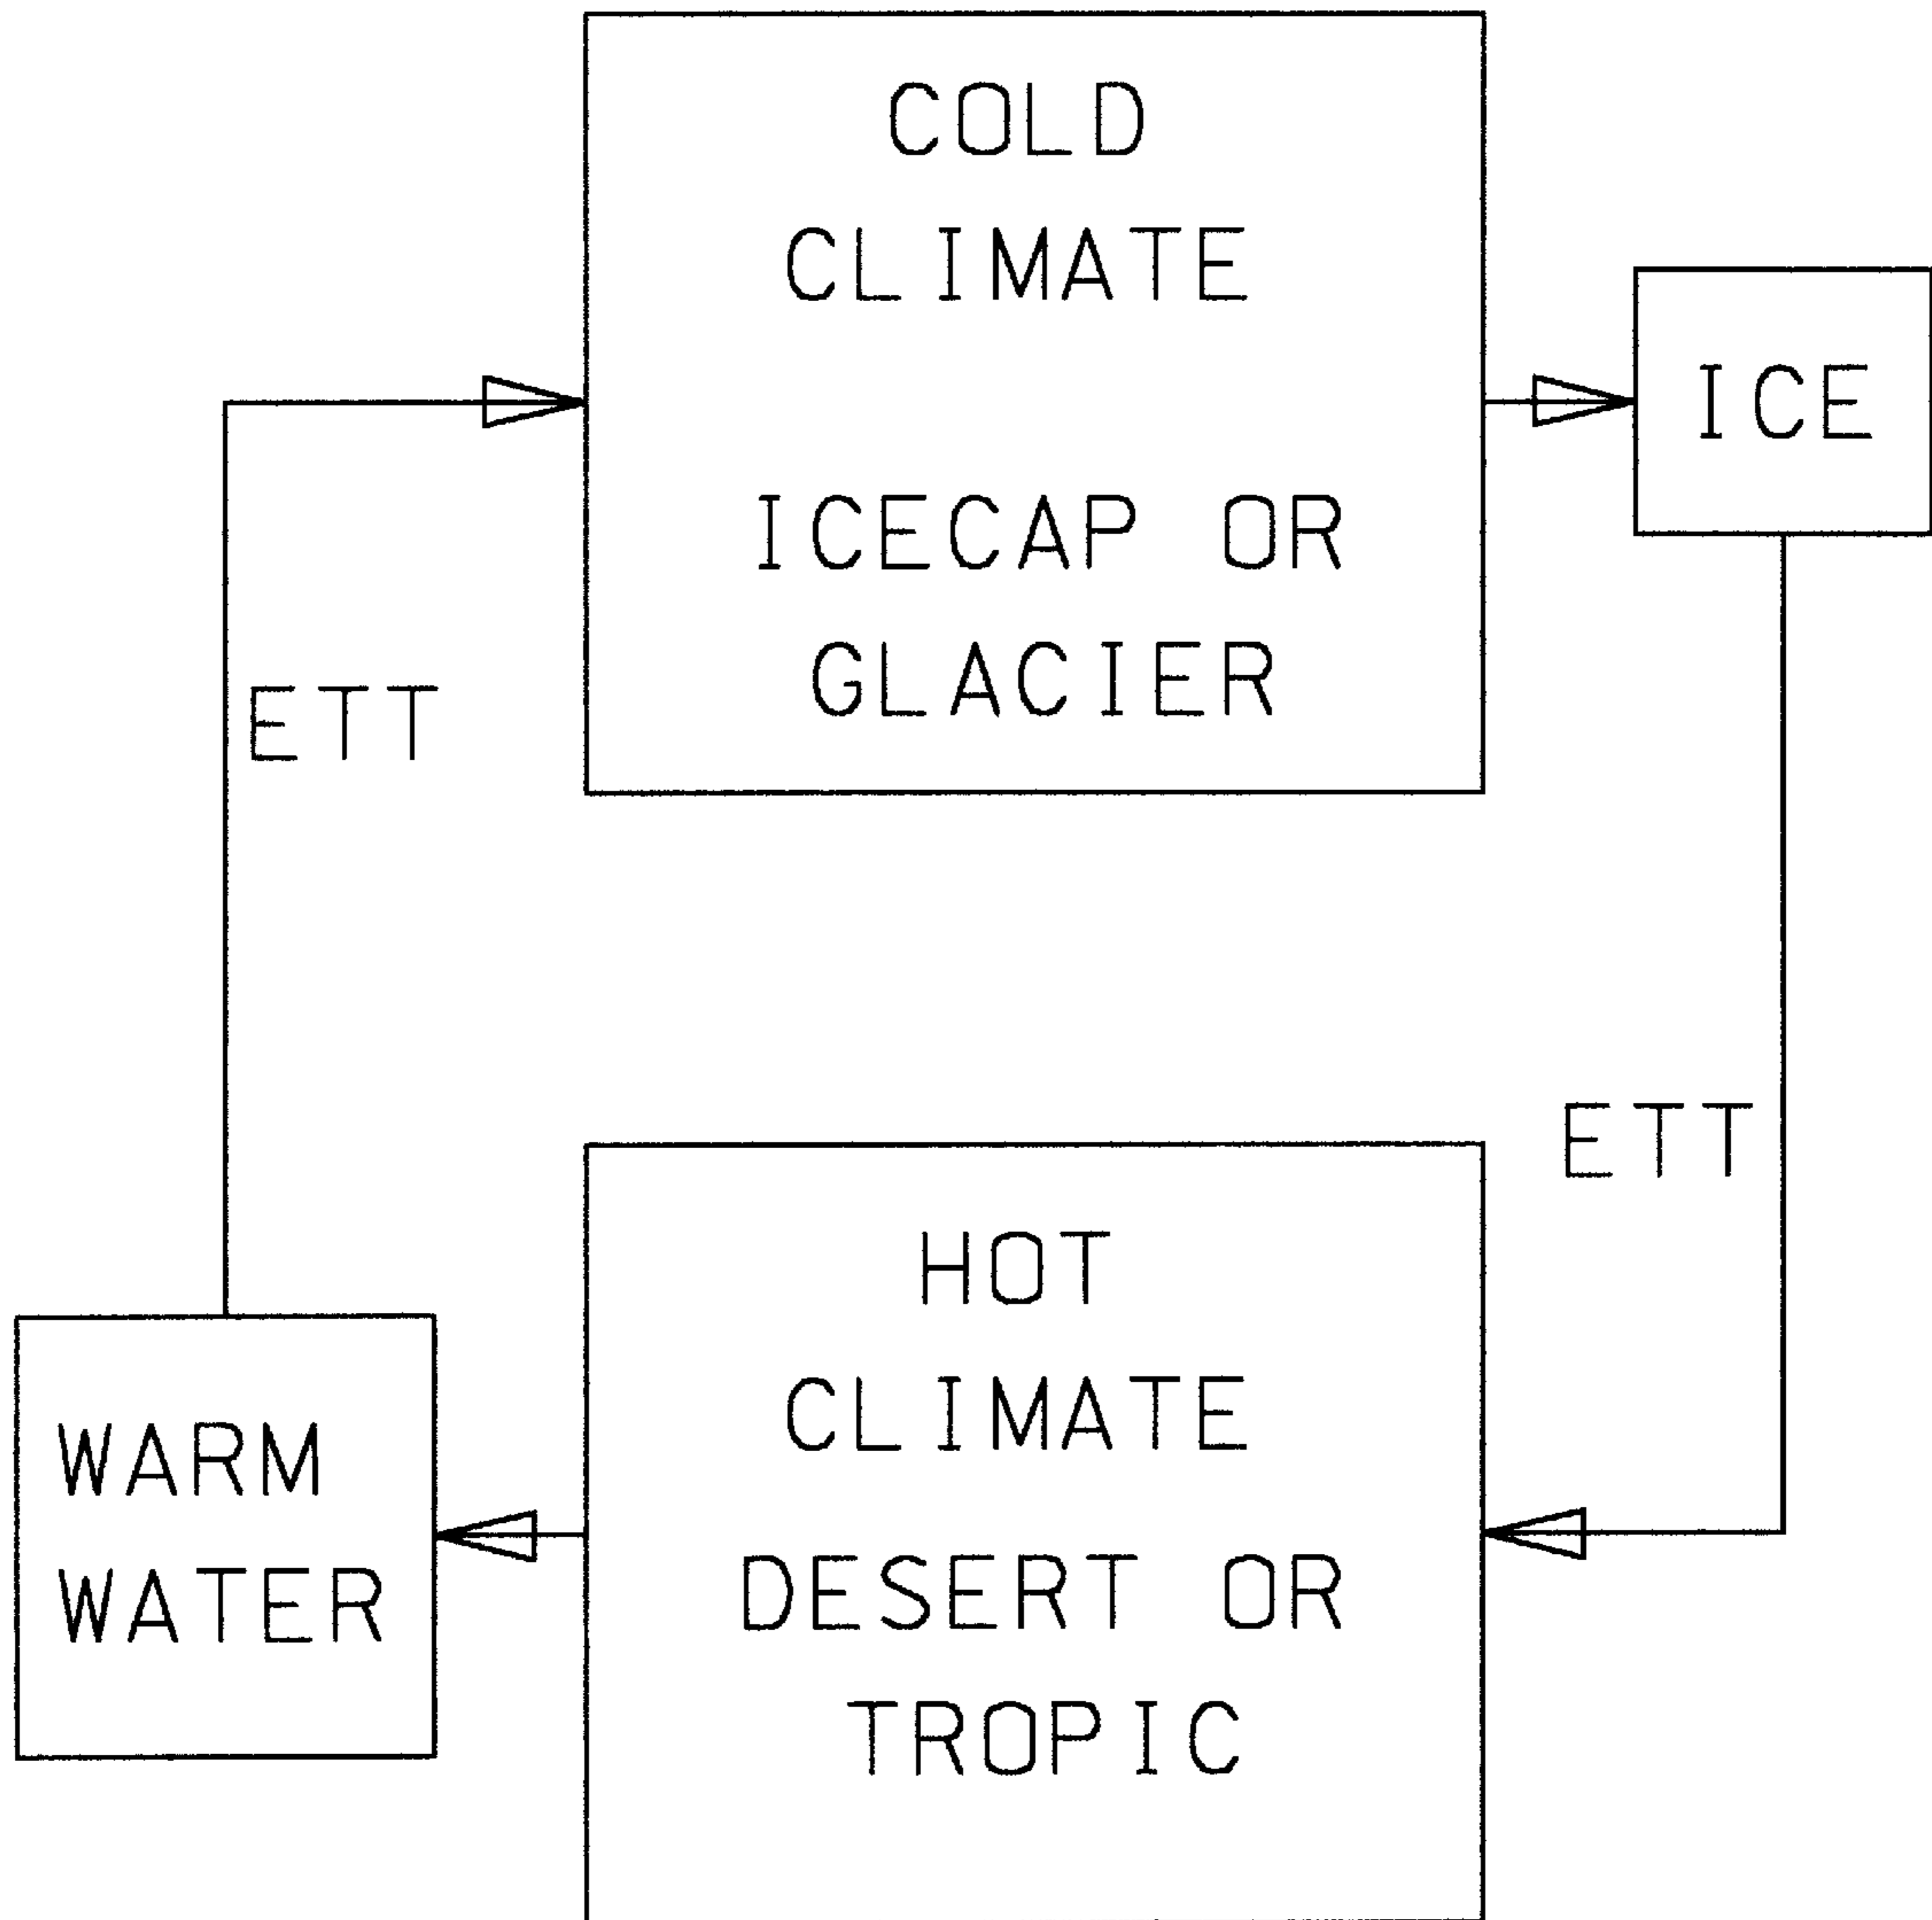 COLD
CLIMATE
ICECAP OR
GLACIER
ICE
ETT
ETT
HOT
CLIMATE
DESERT OR
TROPIC
WARM
WATER